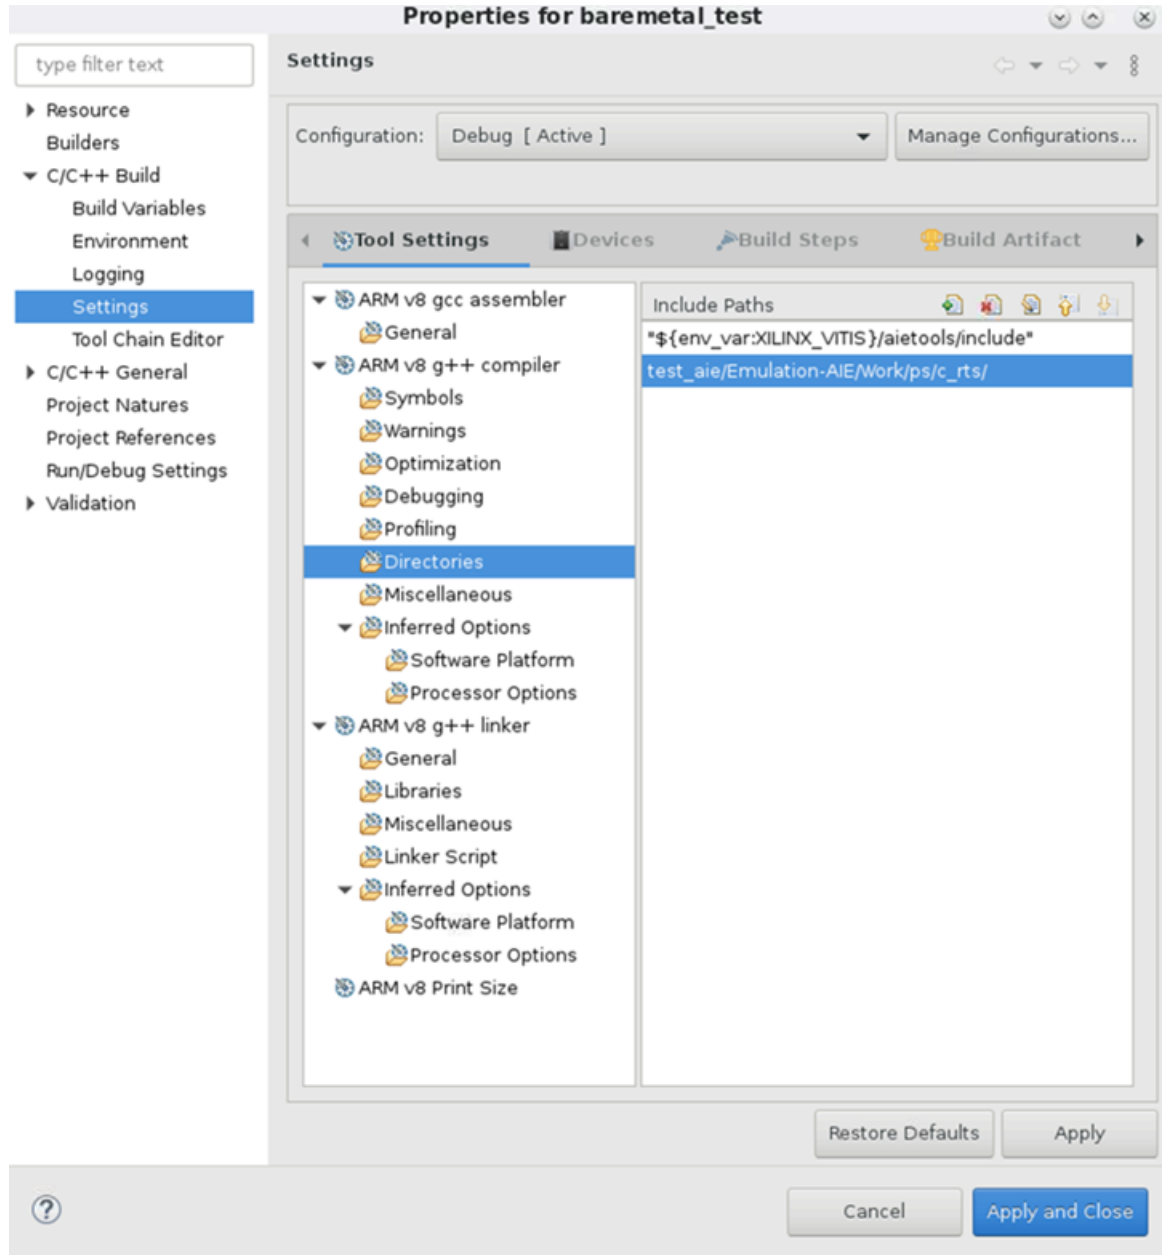 Properties for baremetal_test
type filter text
Resource
Builders
C/C++ Build
Build Variables
Environment
Logging
Settings
Tool Chain Editor
C/C++ General
Project Natures
Project References
Run/Debug Settings
Validation
Settings
Configuration:
Debug [ Active ]
Manage Configurations...
Tool Settings
Devices
Build Steps
Build Artifact
ARM v8 gcc assembler
General
ARM v8 g++ compiler
Symbols
Warnings
Optimization
Debugging
Profiling
Directories
Miscellaneous
Inferred Options
Software Platform
Processor Options
ARM v8 g++ linker
General
Libraries
Miscellaneous
Linker Script
Inferred Options
Software Platform
Processor Options
ARM v8 Print Size
Include Paths
"${env_var:XILINX_VITIS}/aietools/include"
test_aie/Emulation-AIE/Work/ps/c_rts/
Restore Defaults
Apply
?
Cancel
Apply and Close